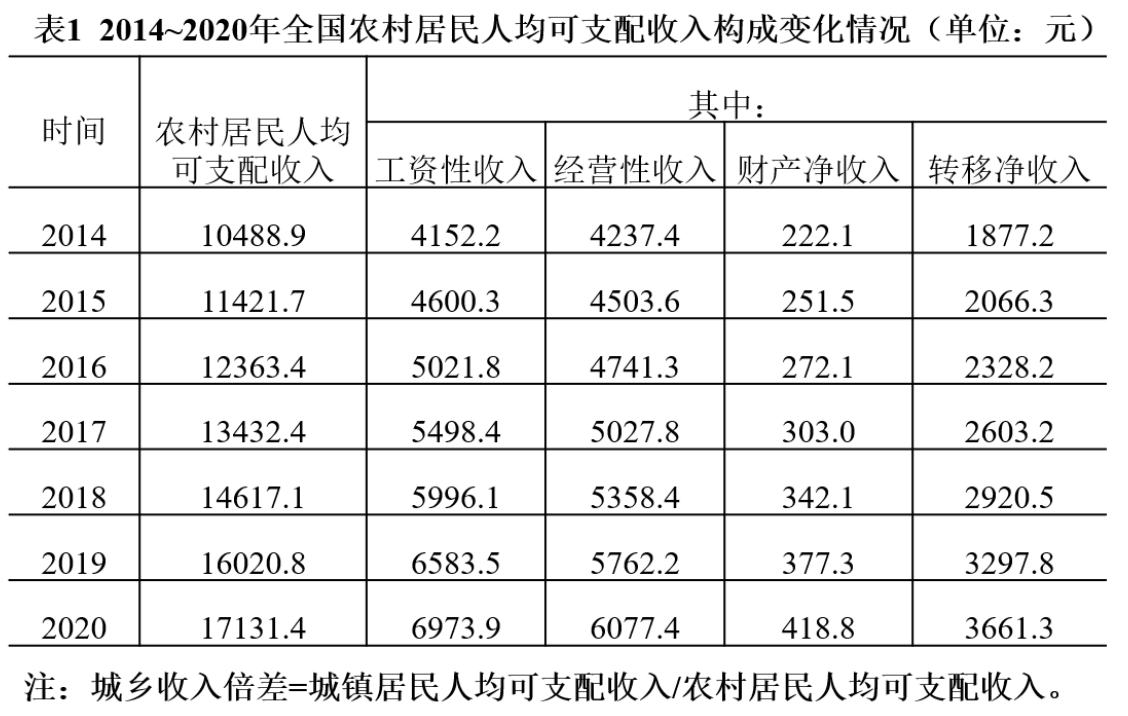 表1 2014~2020年全国农村居民人均可支配收入构成变化情况（单位：元）
时间 农村居民人均可支配收入 其中：
工资性收入 经营性收入 财产净收入 转移净收入
2014 10488.9 4152.2 4237.4 222.1 1877.2
2015 11421.7 4600.3 4503.6 251.5 2066.3
2016 12363.4 5021.8 4741.3 272.1 2328.2
2017 13432.4 5498.4 5027.8 303.0 2603.2
2018 14617.1 5996.1 5358.4 342.1 2920.5
2019 16020.8 6583.5 5762.2 377.3 3297.8
2020 17131.4 6973.9 6077.4 418.8 3661.3
注：城乡收入倍差=城镇居民人均可支配收入/农村居民人均可支配收入。